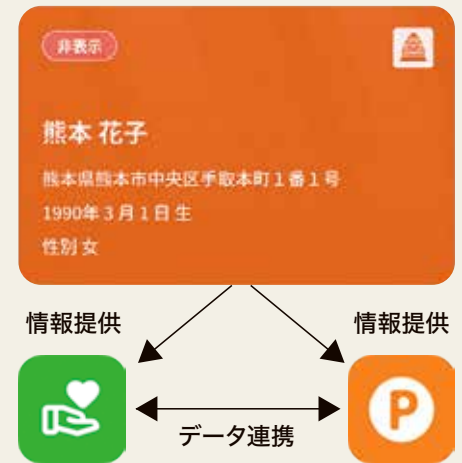 非表示
熊本 花子
熊本県熊本市中央区手取本町1番1号
1990年3月1日生
性別 女
情報提供 情報提供
P
データ連携